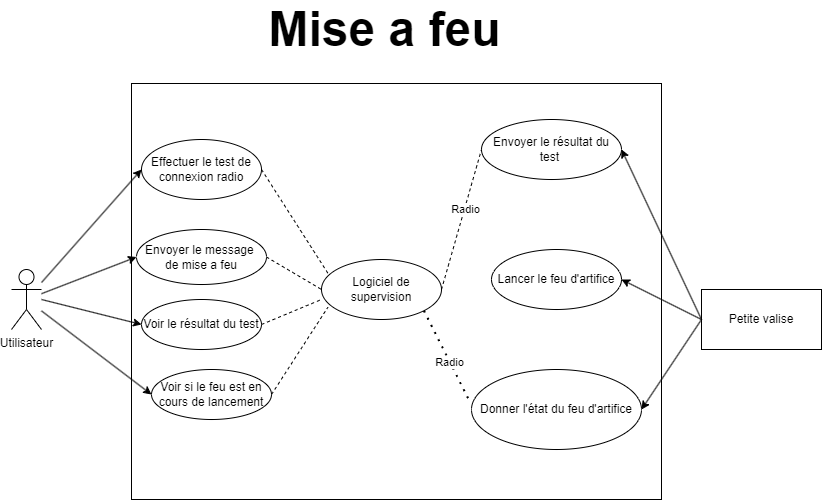 Mise a feu
Effectuer le test de
connexion radio
Envoyer le résultat du
test
Radio
Envoyer le message
de mise a feu
Logiciel de
supervision
Lancer le feu d'artifice
Utilisateur
Voir le résultat du test
Petite valise
Radio
Voir si le feu est en
cours de lancement
Donner l'état du feu d'artifice